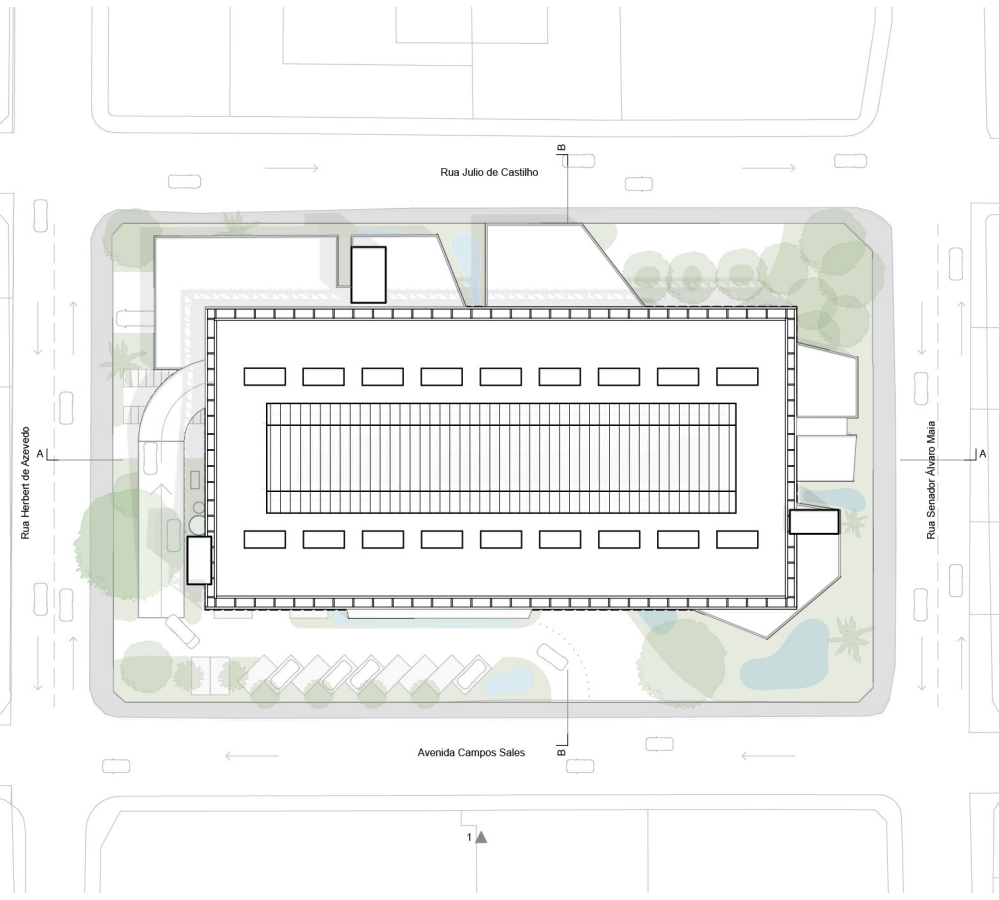 B
Rua Julio de Castilho
Rua Herbert de Azevedo
A
Rua Senador Álvaro Maia
A
Avenida Campos Sales
B
1